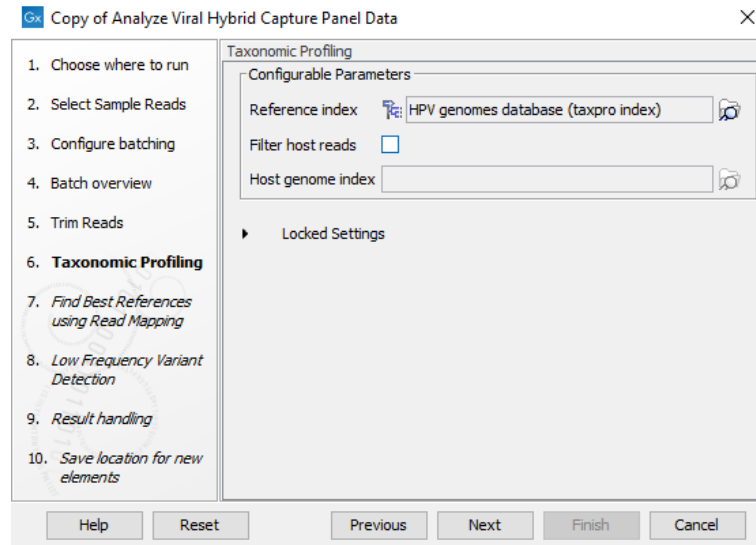 Gx Copy of Analyze Viral Hybrid Capture Panel Data
1. Choose where to run
2. Select Sample Reads
3. Configure batching
4. Batch overview
5. Trim Reads
6. Taxonomic Profiling
7. Find Best References
using Read Mapping
8. Low Frequency Variant
Detection
9. Result handling
10. Save location for new
elements
Taxonomic Profiling
Configurable Parameters
Reference index HPV genomes database (taxpro index)
Filter host reads
Host genome index
Locked Settings
Help Reset Previous Next Finish Cancel